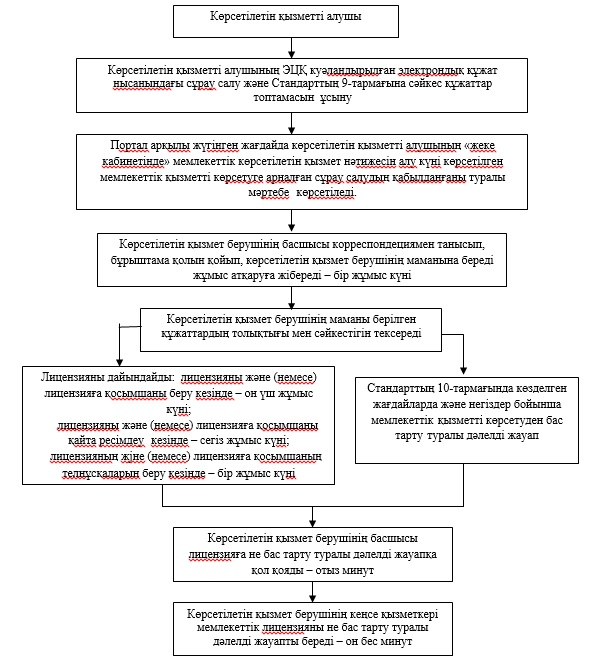 Көрсетілетін қызметті алушы
Көрсетілетін қызметті алушының ЭЦҚ куәландырылған электрондық құжат
нысанындағы сұрау салу және Стандарттың 9-тармағына сәйкес құжаттар
топтамасын ұсыну
Портал арқылы жүгінген жағдайда көрсетілетін қызметті алушының «жеке
кабинетінде» мемлекеттік көрсетілетін қызмет нәтижесін алу күні көрсетілген
мемлекеттік қызметті көрсетуге арналған сұрау салудың қабылданғаны туралы
мәртебе көрсетіледі.
Көрсетілетін қызмет берушінің басшысы корреспондециямен танысып,
бұрыштама қолын қойып, көрсетілетін қызмет берушінің маманына береді
жұмыс атқаруға жібереді – бір жұмыс күні
Көрсетілетін қызмет берушінің маманы берілген
құжаттардың толықтығы мен сәйкестігін тексереді
Лицензияны дайындайды: лицензияны және (немесе)
лицензияға қосымшаны беру кезінде – он үш жұмыс
күні;
лицензияны және (немесе) лицензияға қосымшаны
қайта ресімдеу кезінде – сегіз жұмыс күні;
лицензиянын жіне (немесе) лицензияға қосымшанын
телнұсқаларын беру кезінде – бір жұмыс күні
Стандарттың 10-тармағында көзделген
жағдайларда және негіздер бойынша
мемлекеттік қызметті көрсетуден бас
тарту туралы дәлелді жауап
Көрсетілетін қызмет берушінің басшысы
лицензияға не бас тарту туралы дәлелді жауапқа
қол қояды – отыз минут
Көрсетілетін қызмет берушінің кеңсе қызметкері
мемлекеттік лицензияны не бас тарту туралы
дәлелді жауапты береді – он бес минут